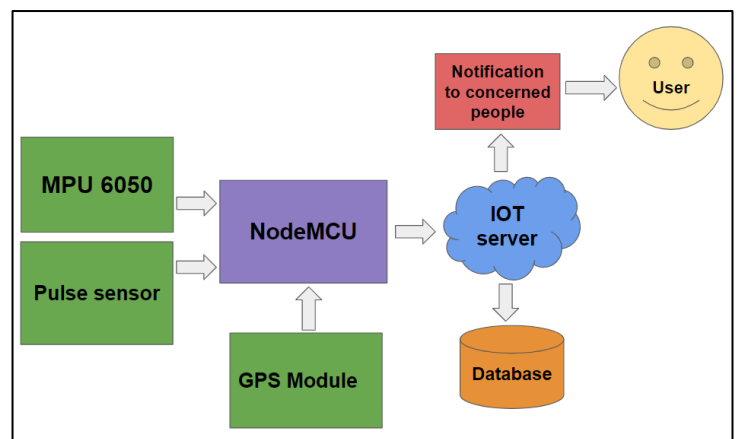 Notification
to concerned
people
User
MPU 6050
NodeMCU
IOT
server
Pulse sensor
GPS Module
Database